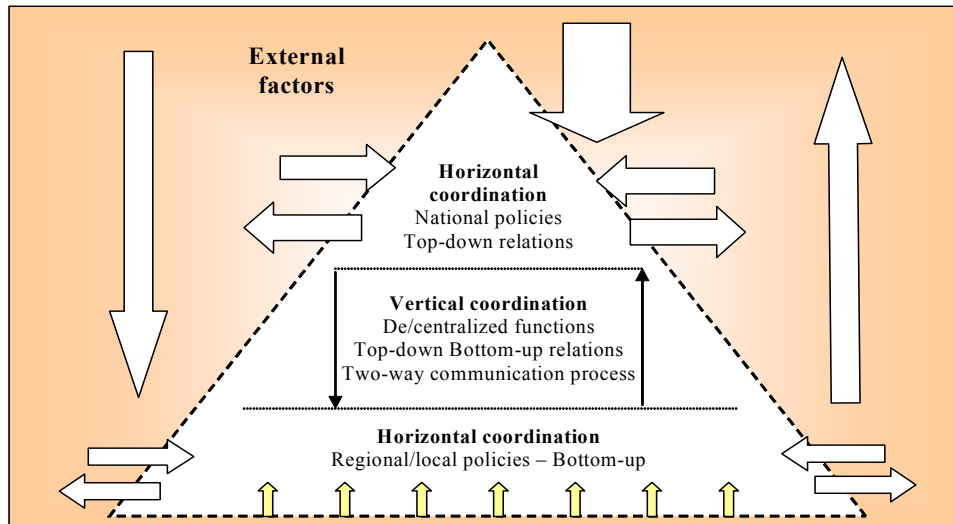 External
factors
Horizontal
coordination
National policies
Top-down relations
Vertical coordination
De/centralized functions
Top-down Bottom-up relations
Two-way communication process
Horizontal coordination
Regional/local policies – Bottom-up